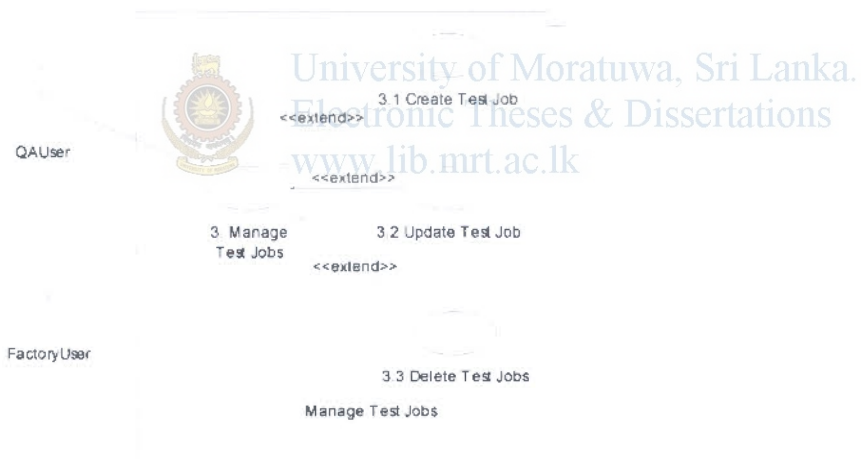 University of Moratuwa, Sri Lanka.
3.1 Create Test Job
<<extend>>
Electronic Theses & Dissertations
QAUser
www.lib.mrt.ac.lk
<<extend>>
3. Manage
Test Jobs
3.2 Update Test Job
<<extend>>
FactoryUser
3.3 Delete Test Jobs
Manage Test Jobs